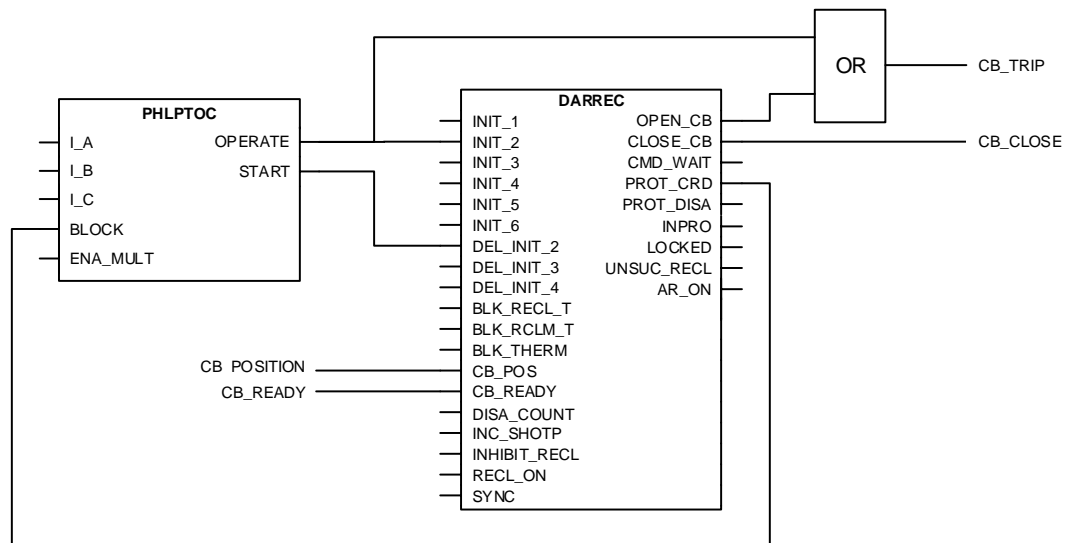 OR
CB_TRIP
PHLPTOC
I_A
I_B
I_C
BLOCK
ENA_MULT
OPERATE
START
DARREC
INIT_1
INIT_2
INIT_3
INIT_4
INIT_5
INIT_6
DEL_INIT_2
DEL_INIT_3
DEL_INIT_4
BLK_RECL_T
BLK_RCLM_T
BLK_THERM
CB_POS
CB_READY
DISA_COUNT
INC_SHOTP
INHIBIT_RECL
RECL_ON
SYNC
OPEN_CB
CLOSE_CB
CMD_WAIT
PROT_CRD
PROT_DISA
INPRO
LOCKED
UNSUC_RECL
AR_ON
CB_CLOSE
CB_POSITION
CB_READY